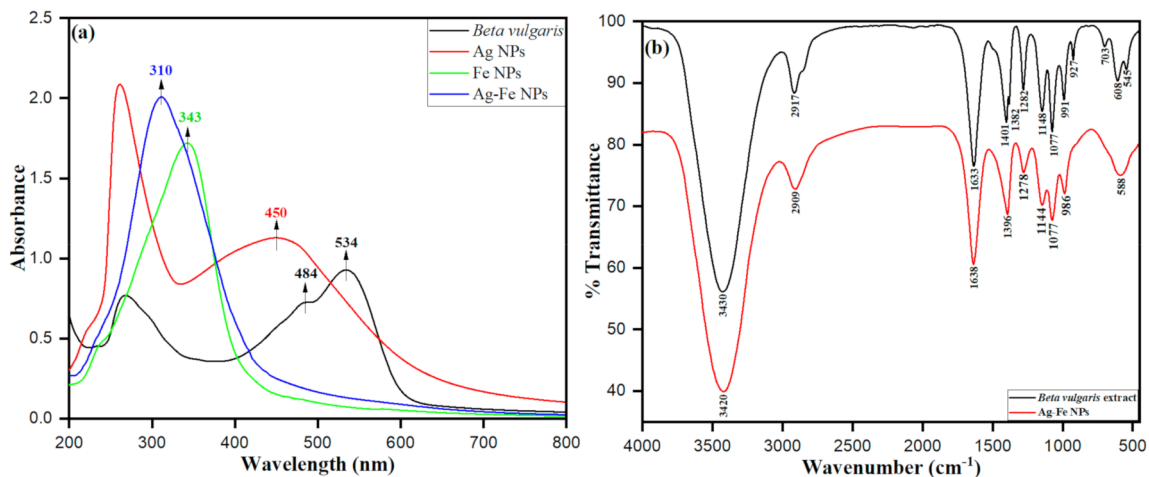 (a)
Beta vulgaris
Ag NPs
Fe NPs
Ag-Fe NPs
310
343
450
484
534
2.5
2.0
1.5
1.0
0.5
0.0
Absorbance
200 300 400 500 600 700 800
Wavelength (nm)
(b)
100
90
80
70
60
50
40
% Transmittance
3430
2917
1633
1401
1382
1282
1148
1077
991
927
703
608
545
3420
2909
1638
1396
1278
1144
1077
986
588
Beta vulgaris extract
Ag-Fe NPs
4000 3500 3000 2500 2000 1500 1000 500
Wavenumber (cm⁻¹)